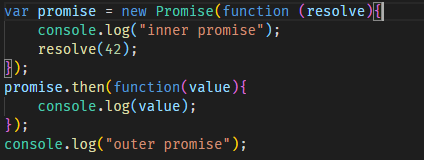 var promise = new Promise(function (resolve){
    console.log("inner promise");
    resolve(42);
});
promise.then(function(value){
    console.log(value);
});
console.log("outer promise");